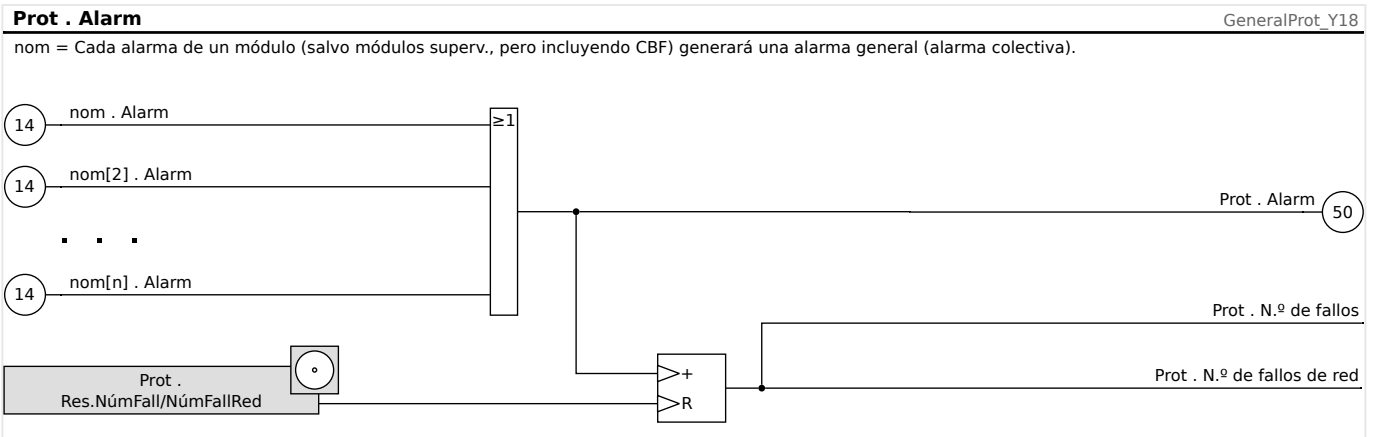 Prot . Alarm
GeneralProt_Y18
nom = Cada alarma de un módulo (salvo módulos superv., pero incluyendo CBF) generará una alarma general (alarma colectiva).
14
nom . Alarm
≥1
14
nom[2] . Alarm
Prot . Alarm
50
. . .
14
nom[n] . Alarm
Prot . N.º de fallos
Prot .
Res.NúmFall/NúmFallRed
+
R
Prot . N.º de fallos de red